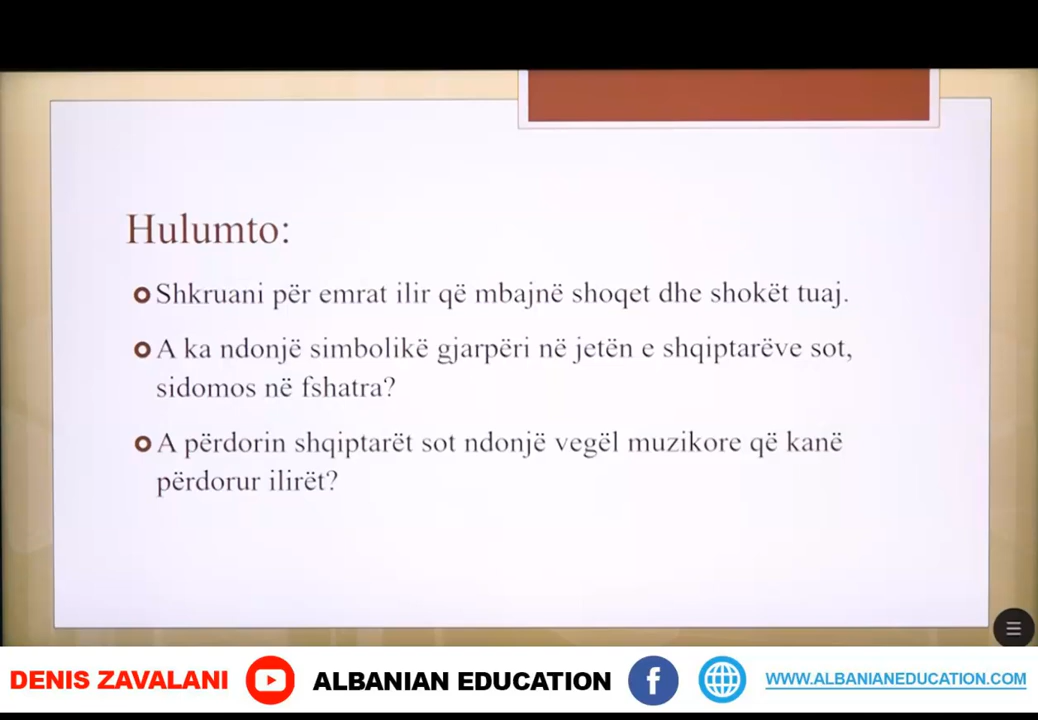 Hulumto:
Shkruani për emrat ilir që mbajnë shoqet dhe shokët tuaj.
A ka ndonjë simbolikë gjarpëri në jetën e shqiptarëve sot,
sidomos në fshatra?
A përdorin shqiptarët sot ndonjë vegël muzikore që kanë
përdorur ilirët?
DENIS ZAVALANI ALBANIAN EDUCATION WWW.ALBANIANEDUCATION.COM